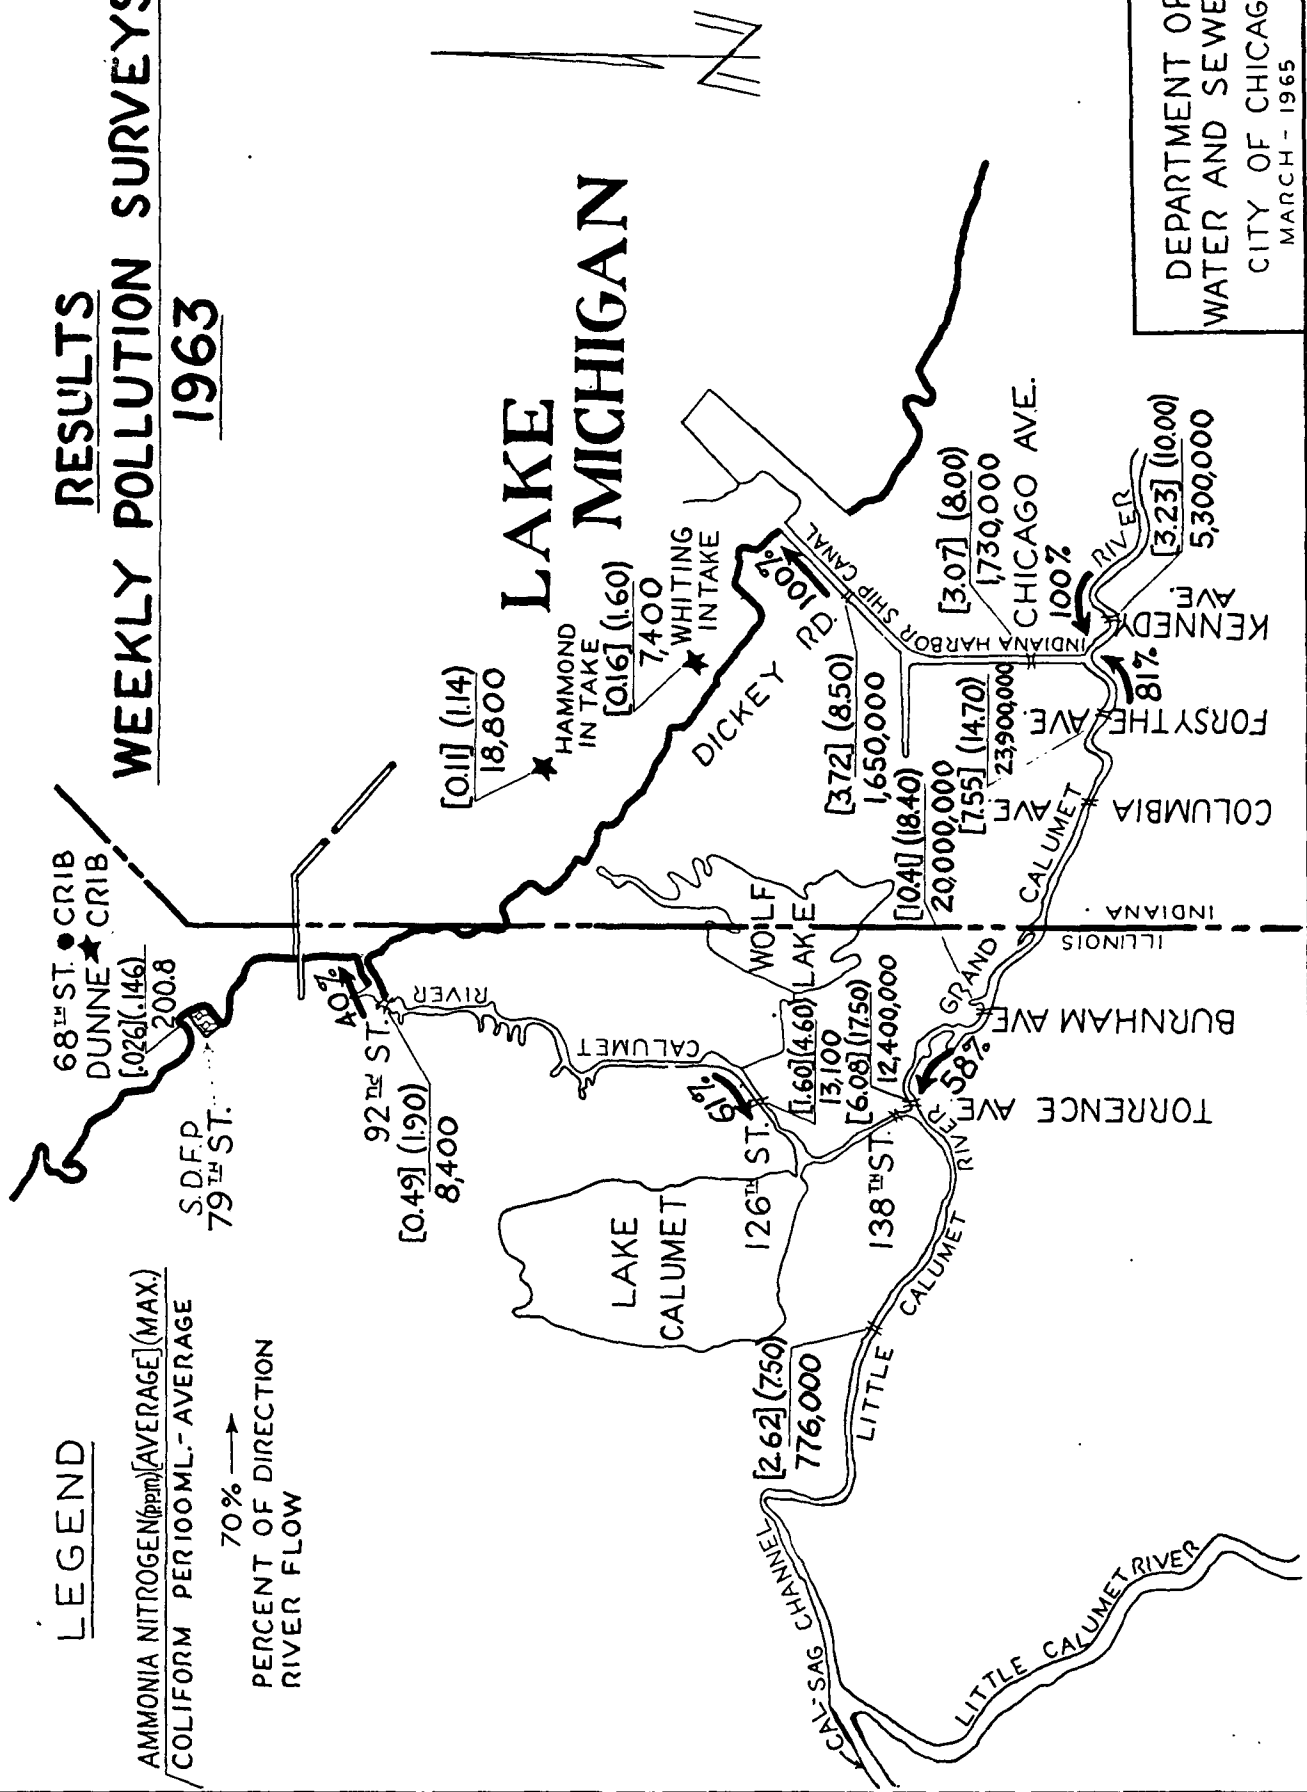 RESULTS
WEEKLY POLLUTION SURVEYS
1963
LEGEND
AMMONIA NITROGEN(ppm)[AVERAGE](MAX.)
COLIFORM PER 100ML.-AVERAGE
70%
PERCENT OF DIRECTION
RIVER FLOW
68TH ST. CRIB
DUNNE CRIB
[.026](.146)
200.8
S.D.F.P.
79TH ST.
40%
92nd ST.
[0.49] (1.90)
8,400
CALUMET RIVER
LAKE
MICHIGAN
[0.11] (1.14)
18,800
HAMMOND
INTAKE
[0.16] (1.60)
7,400
WHITING
INTAKE
LAKE
CALUMET
WOLF
LAKE
61%
126TH ST.
[1.60](4.60)
13,100
[6.08] (17.50)
12,400,000
138TH ST.
DICKEY RD.
100%
INDIANA HARBOR SHIP CANAL
[3.72] (8.50)
1,650,000
[3.07] (8.00)
1,730,000
CHICAGO AVE.
100%
RIVER
[3.23] (10.00)
5,300,000
KENNEDY AVE.
81%
FORSYTHE AVE
[7.55] (14.70)
23,900,000
COLUMBIA AVE
[10.41] (18.40)
20,000,000
GRAND CALUMET RIVER
INDIANA
ILLINOIS
BURNHAM AVE
58%
TORRENCE AVE
[2.62] (7.50)
776,000
LITTLE CALUMET
CAL-SAG CHANNEL
LITTLE CALUMET RIVER
N
DEPARTMENT OF
WATER AND SEWE
CITY OF CHICAG
MARCH - 1965